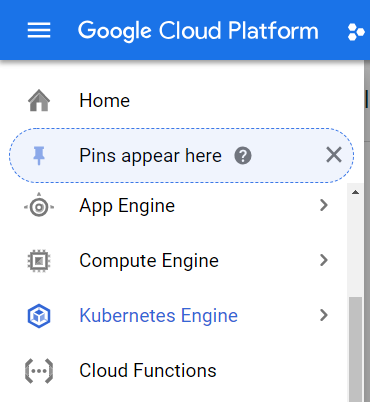 Google Cloud Platform
Home
Pins appear here
App Engine
Compute Engine
Kubernetes Engine
Cloud Functions